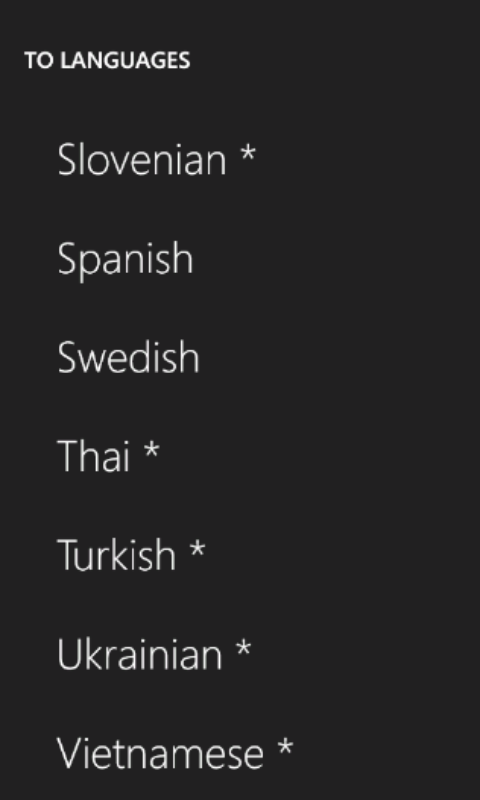 TO LANGUAGES
Slovenian *
Spanish
Swedish
Thai *
Turkish *
Ukrainian *
Vietnamese *